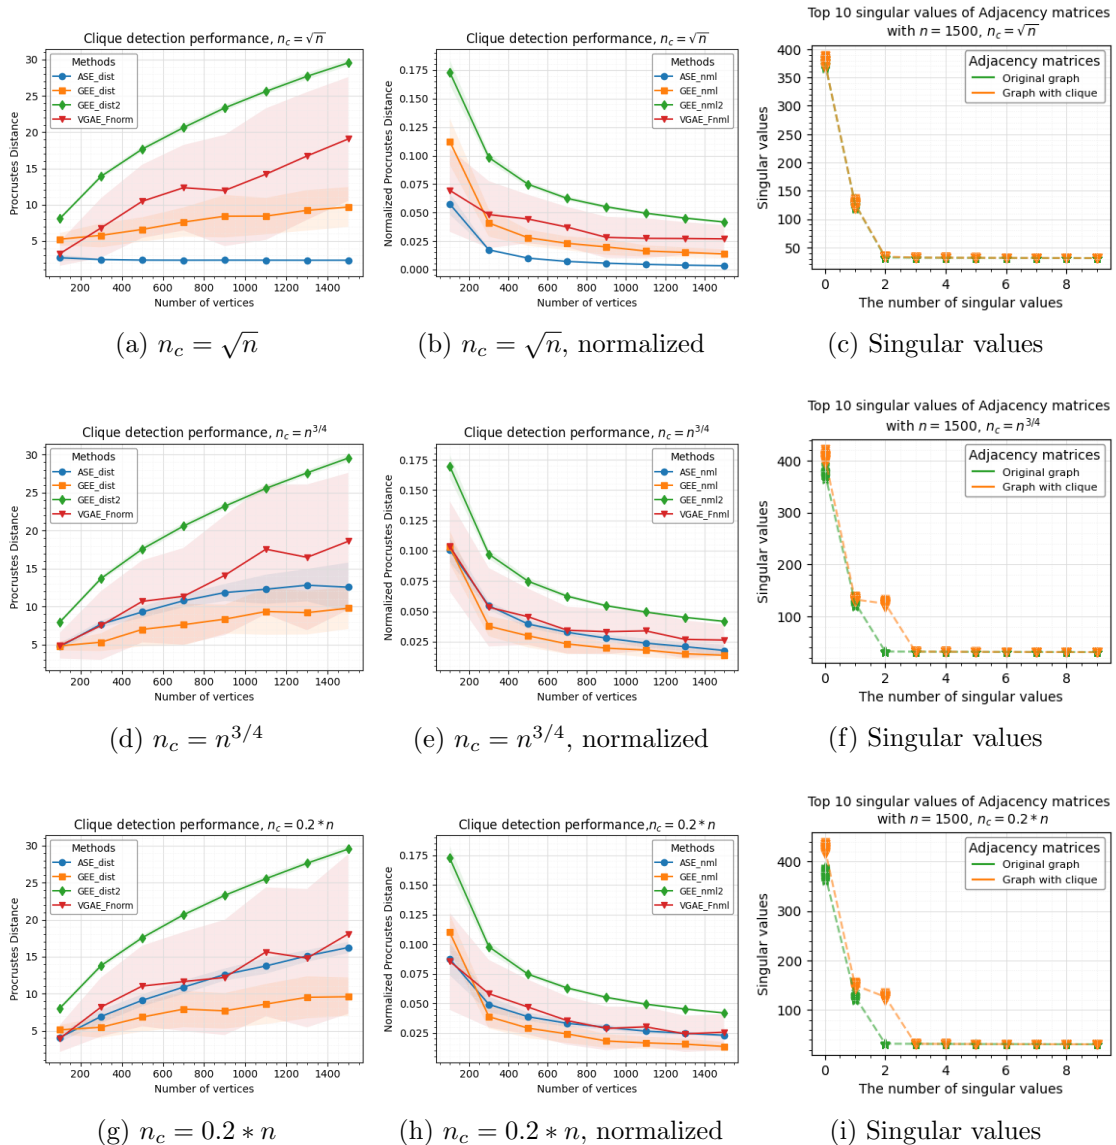 Clique detection performance, n_c = √n
Methods
ASE_dist
GEE_dist
GEE_dist2
VGAE_Fnorm
Procrustes Distance
30
25
20
15
10
5
200 400 600 800 1000 1200 1400
Number of vertices
(a) n_c = √n
Clique detection performance, n_c = √n
Methods
ASE_nml
GEE_nml
GEE_nml2
VGAE_Fnml
Normalized Procrustes Distance
0.175
0.150
0.125
0.100
0.075
0.050
0.025
0.000
200 400 600 800 1000 1200 1400
Number of vertices
(b) n_c = √n, normalized
Top 10 singular values of Adjacency matrices
with n = 1500, n_c = √n
Adjacency matrices
Original graph
Graph with clique
Singular values
400
350
300
250
200
150
100
50
0 2 4 6 8
The number of singular values
(c) Singular values
Clique detection performance, n_c = n^{3/4}
Methods
ASE_dist
GEE_dist
GEE_dist2
VGAE_Fnorm
Procrustes Distance
30
25
20
15
10
5
200 400 600 800 1000 1200 1400
Number of vertices
(d) n_c = n^{3/4}
Clique detection performance, n_c = n^{3/4}
Methods
ASE_nml
GEE_nml
GEE_nml2
VGAE_Fnml
Normalized Procrustes Distance
0.175
0.150
0.125
0.100
0.075
0.050
0.025
200 400 600 800 1000 1200 1400
Number of vertices
(e) n_c = n^{3/4}, normalized
Top 10 singular values of Adjacency matrices
with n = 1500, n_c = n^{3/4}
Adjacency matrices
Original graph
Graph with clique
Singular values
400
300
200
100
0 2 4 6 8
The number of singular values
(f) Singular values
Clique detection performance, n_c = 0.2 * n
Methods
ASE_dist
GEE_dist
GEE_dist2
VGAE_Fnorm
Procrustes Distance
30
25
20
15
10
5
200 400 600 800 1000 1200 1400
Number of vertices
(g) n_c = 0.2 * n
Clique detection performance,n_c = 0.2 * n
Methods
ASE_nml
GEE_nml
GEE_nml2
VGAE_Fnml
Normalized Procrustes Distance
0.175
0.150
0.125
0.100
0.075
0.050
0.025
200 400 600 800 1000 1200 1400
Number of vertices
(h) n_c = 0.2 * n, normalized
Top 10 singular values of Adjacency matrices
with n = 1500, n_c = 0.2 * n
Adjacency matrices
Original graph
Graph with clique
Singular values
400
300
200
100
0 2 4 6 8
The number of singular values
(i) Singular values